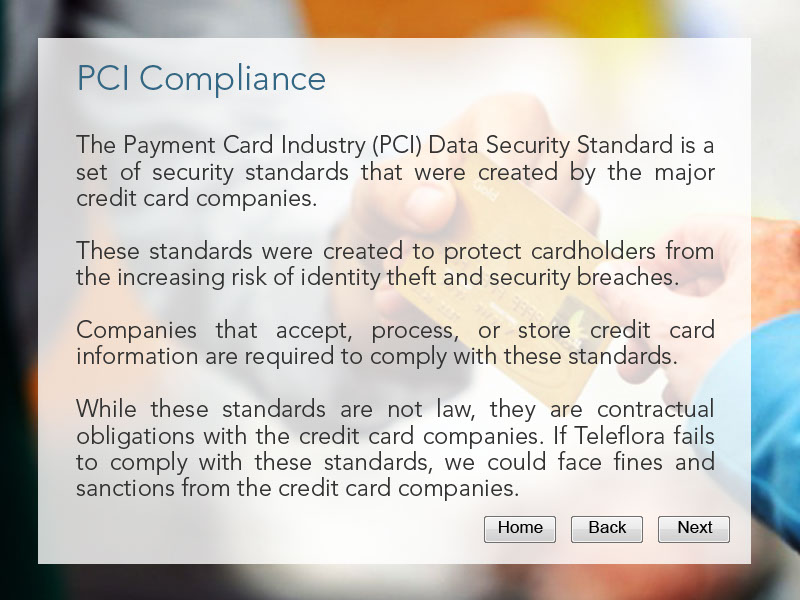 PCI Compliance
The Payment Card Industry (PCI) Data Security Standard is a
set of security standards that were created by the major
credit card companies.
These standards were created to protect cardholders from
the increasing risk of identity theft and security breaches.
Companies that accept, process, or store credit card
information are required to comply with these standards.
While these standards are not law, they are contractual
obligations with the credit card companies. If Teleflora fails
to comply with these standards, we could face fines and
sanctions from the credit card companies.
Home Back Next
Gold